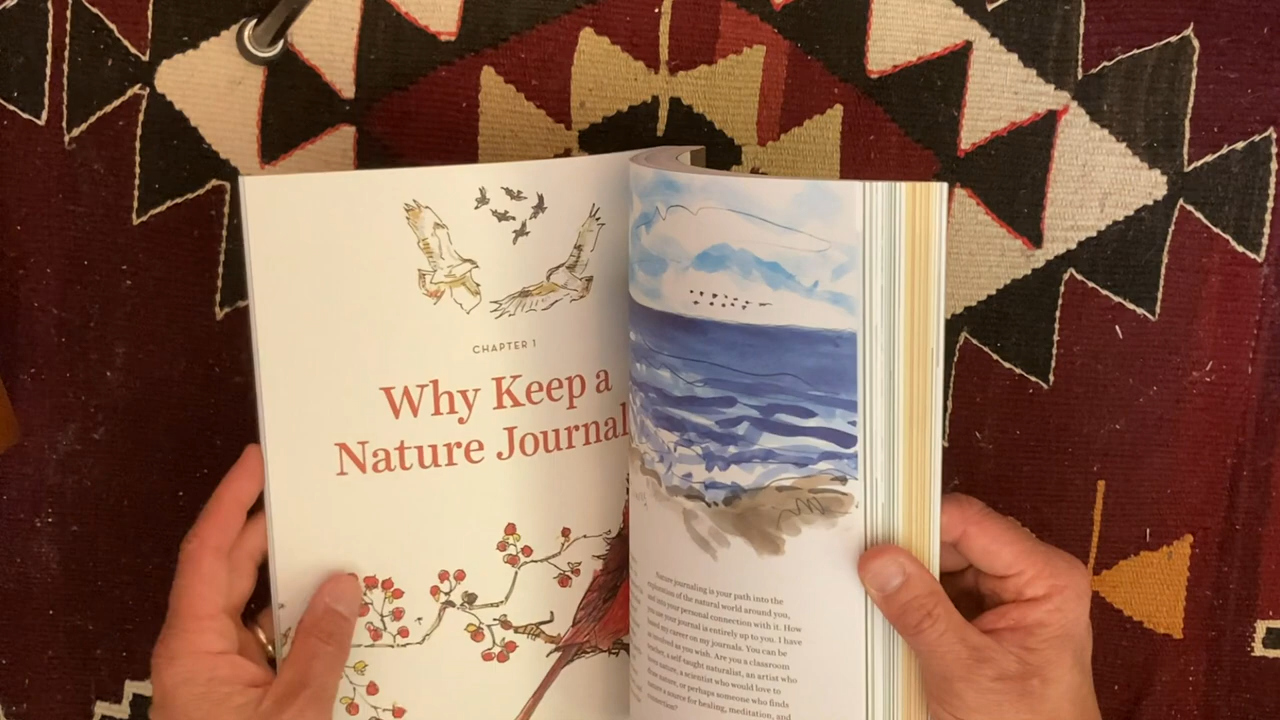 CHAPTER 1
Why Keep a
Nature Journal
Nature journaling is your path into the
exploration of the natural world around you,
and into your personal connection with it. How
you use your journal is entirely up to you. I have
based my career on my journals. You can be
as involved as you wish. Are you a classroom
teacher, a self-taught naturalist, an artist who
loves nature, a scientist who would love to
draw nature, or perhaps someone who finds
nature a source for healing, meditation, and
connection?